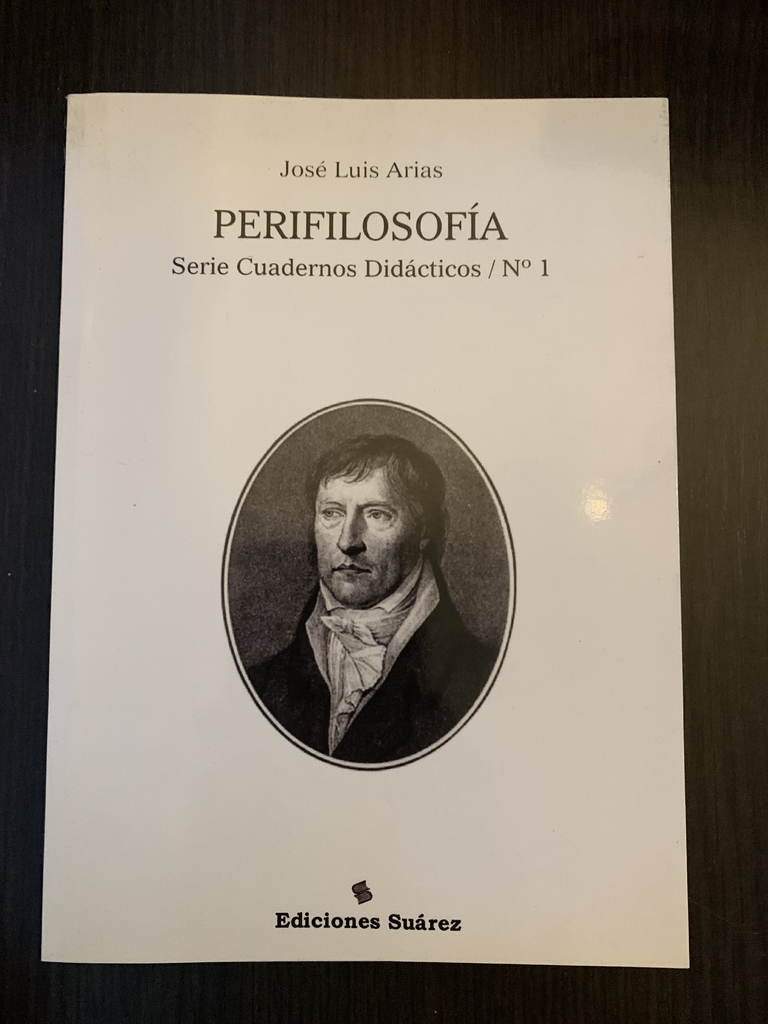 José Luis Arias
PERIFILOSOFÍA
Serie Cuadernos Didácticos / Nº 1
Ediciones Suárez